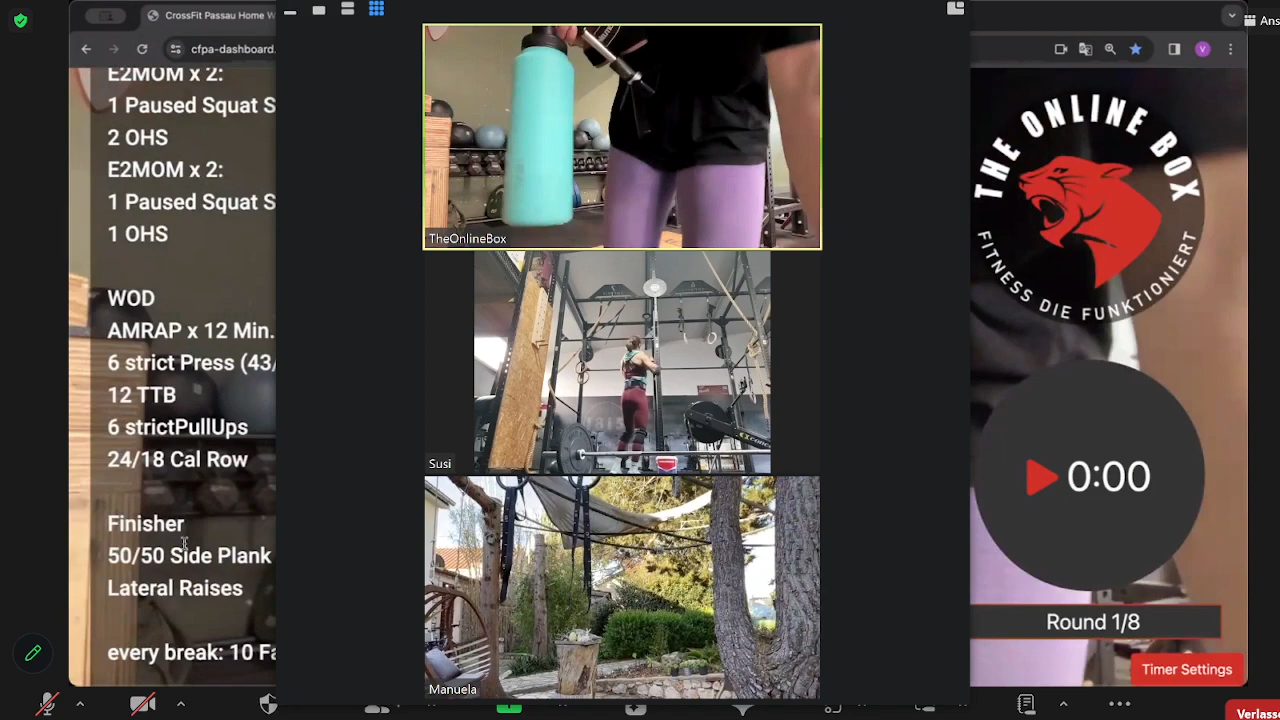 CrossFit Passau Home W
cfpa-dashboard.
Ans
V
E2MOM x 2:
1 Paused Squat S
2 OHS
E2MOM x 2:
1 Paused Squat S
1 OHS
WOD
AMRAP x 12 Min.
6 strict Press (43/
12 TTB
6 strictPullUps
24/18 Cal Row
Finisher
50/50 Side Plank
Lateral Raises
every break: 10 Fa
TheOnlineBox
Susi
Manuela
THE ONLINE BOX
FITNESS DIE FUNKTIONIERT
0:00
Round 1/8
Timer Settings
Verlasse